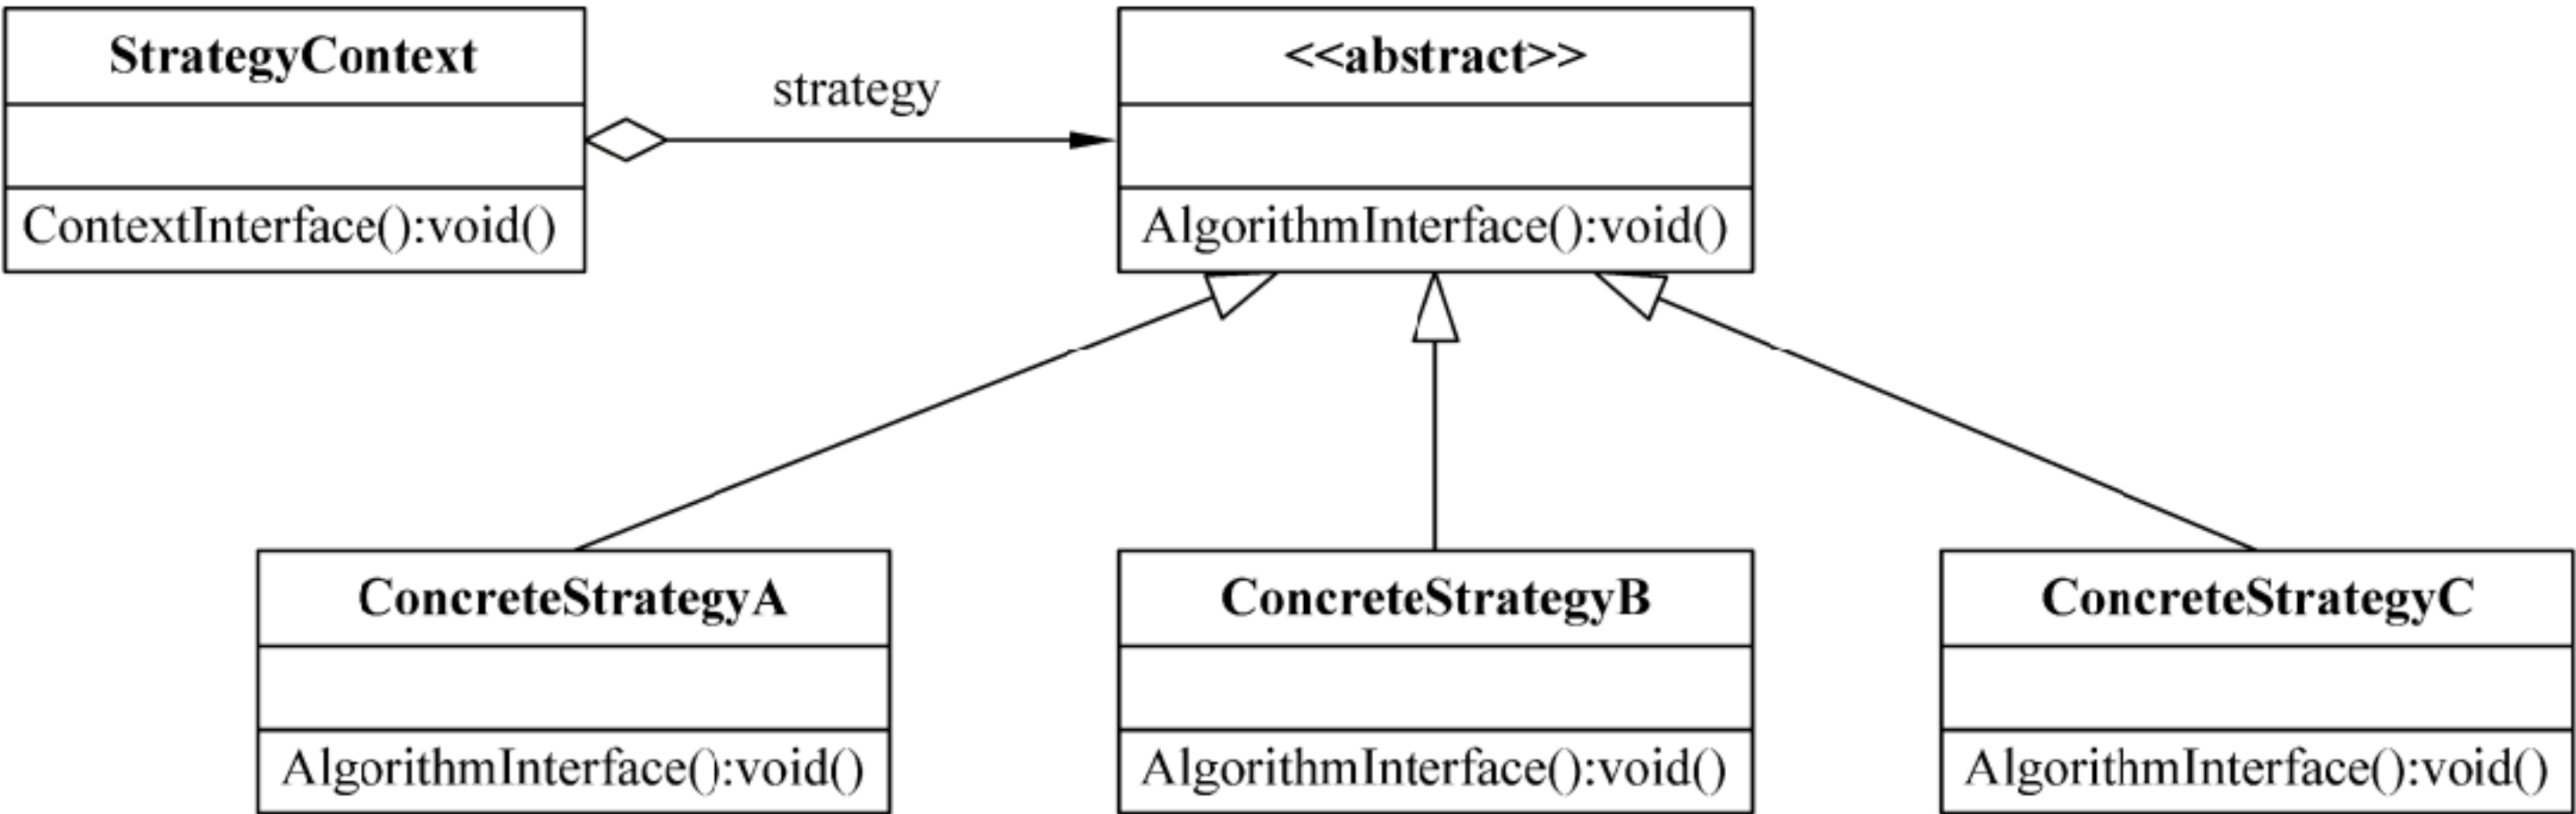 StrategyContext
ContextInterface():void()
strategy
<<abstract>>
AlgorithmInterface():void()
ConcreteStrategyA
AlgorithmInterface():void()
ConcreteStrategyB
AlgorithmInterface():void()
ConcreteStrategyC
AlgorithmInterface():void()